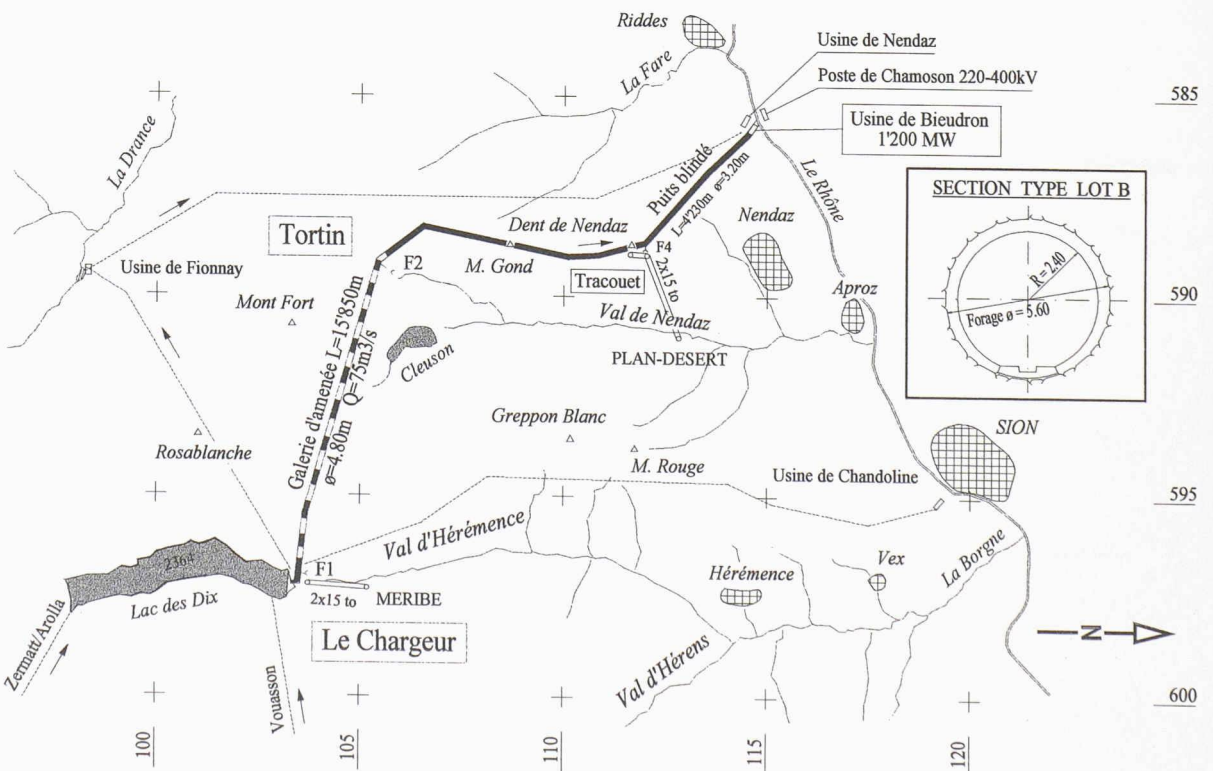 Riddes
Usine de Nendaz
La Fare
Poste de Chamoson 220-400kV
585
Usine de Bieudron
1'200 MW
La Drance
Puits blindé
L=4'230m ø=3.20m
Le Rhône
SECTION TYPE LOT B
R = 2.40
Forage ø = 5.60
Tortin
Dent de Nendaz
Nendaz
F4
F2
M. Gond
Usine de Fionnay
Tracouet
2x15 to
Aproz
590
Mont Fort
Val de Nendaz
Galerie d'amenée L=15'850m
ø=4.80m Q=75m3/s
Cleuson
PLAN-DESERT
Greppon Blanc
SION
Rosablanche
M. Rouge
Usine de Chandoline
595
Val d'Hérémence
2364
F1
Vex
La Borgne
Hérémence
Lac des Dix
2x15 to
MERIBE
Zermatt/Arolla
Le Chargeur
N
Val d'Hérens
Vouasson
600
100
105
110
115
120